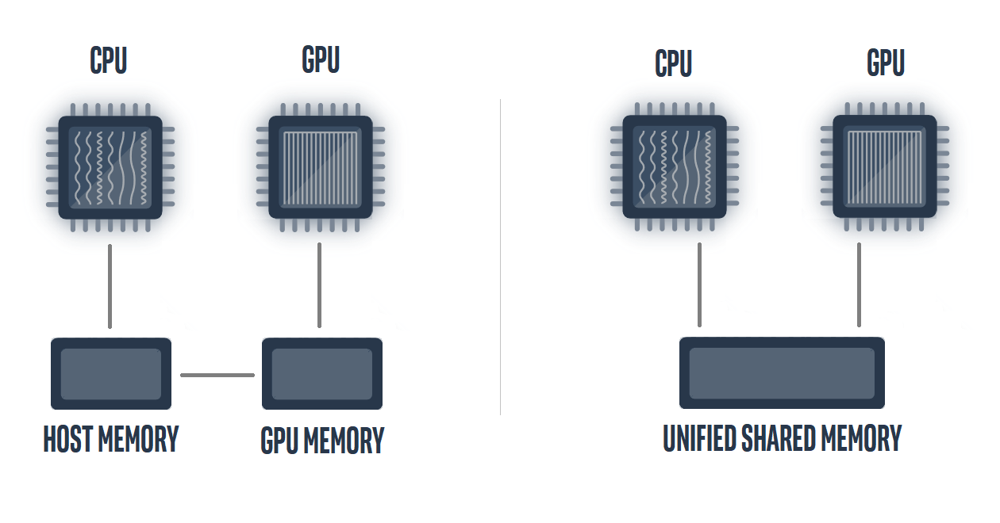 CPU
GPU
HOST MEMORY
GPU MEMORY
CPU
GPU
UNIFIED SHARED MEMORY